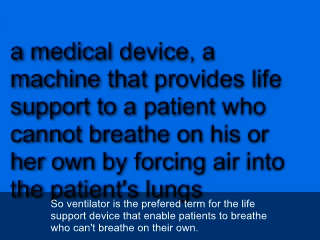 a medical device, a
machine that provides life
support to a patient who
cannot breathe on his or
her own by forcing air into
the patient's lungs
So ventilator is the prefered term for the life
support device that enable patients to breathe
who can't breathe on their own.